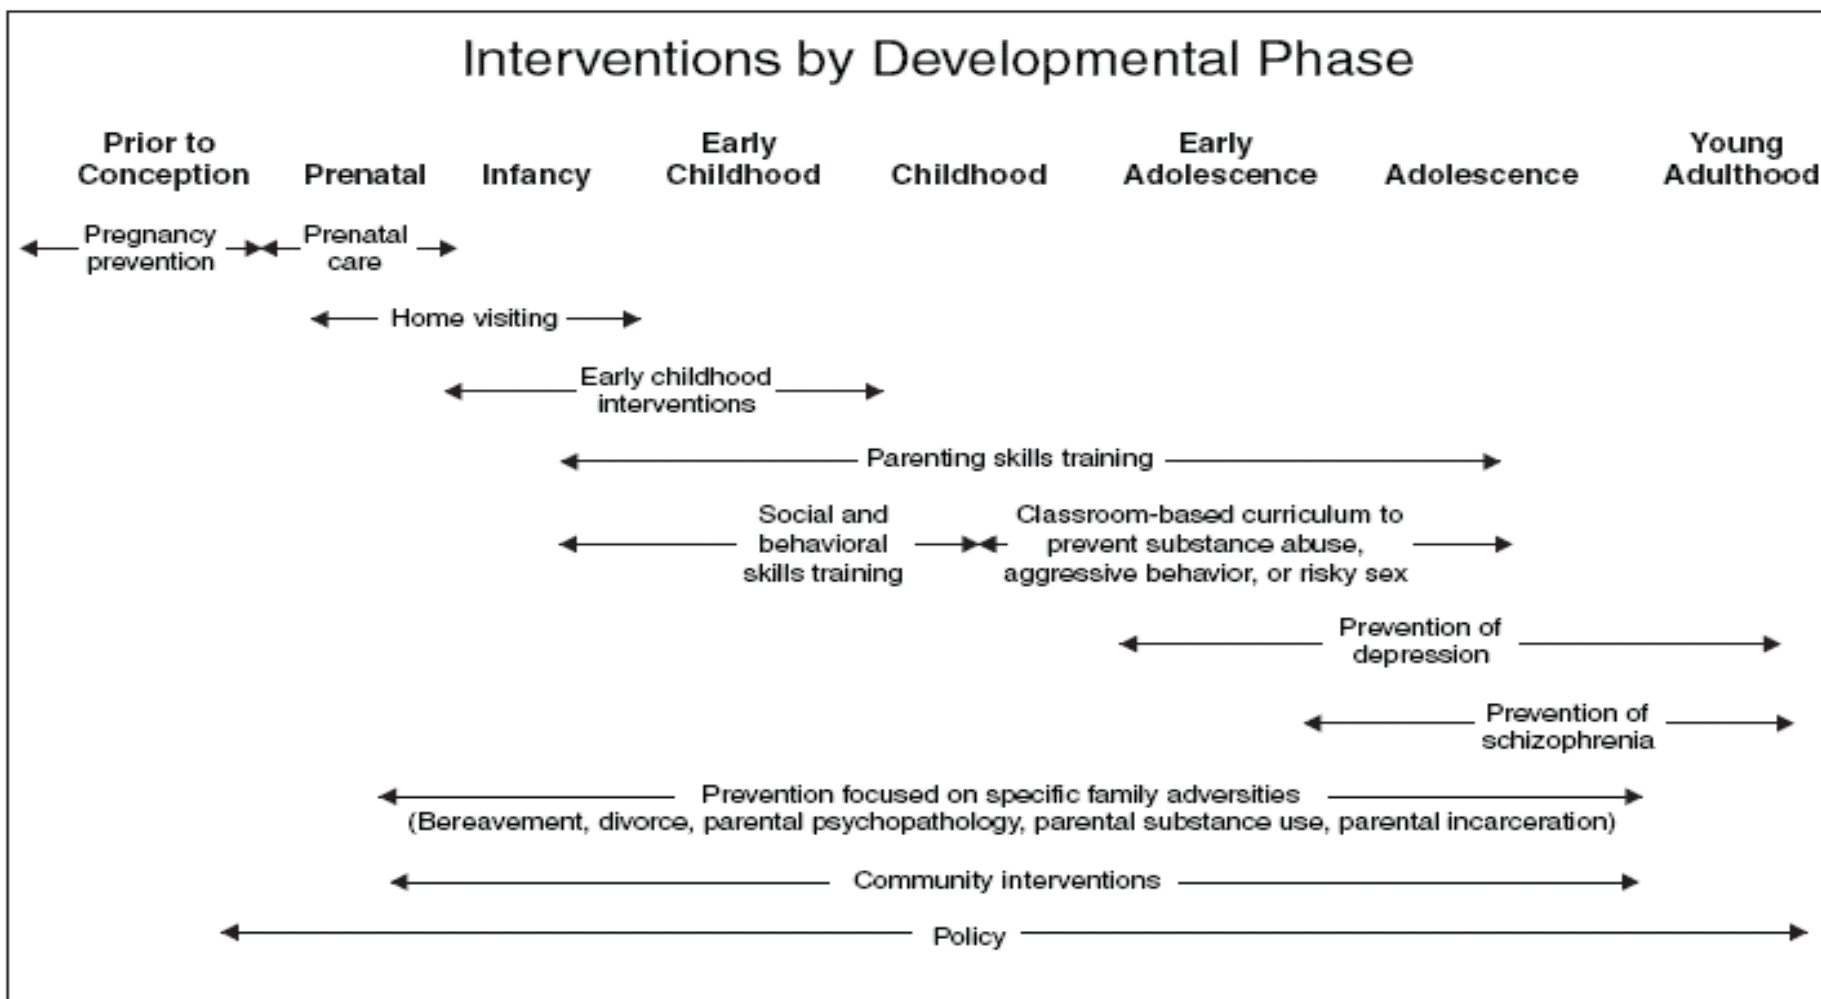 Interventions by Developmental Phase
Prior to
Conception
Prenatal
Infancy
Early
Childhood
Childhood
Early
Adolescence
Adolescence
Young
Adulthood
Pregnancy
prevention
Prenatal
care
Home visiting
Early childhood
interventions
Parenting skills training
Social and
behavioral
skills training
Classroom-based curriculum to
prevent substance abuse,
aggressive behavior, or risky sex
Prevention of
depression
Prevention of
schizophrenia
Prevention focused on specific family adversities
(Bereavement, divorce, parental psychopathology, parental substance use, parental incarceration)
Community interventions
Policy